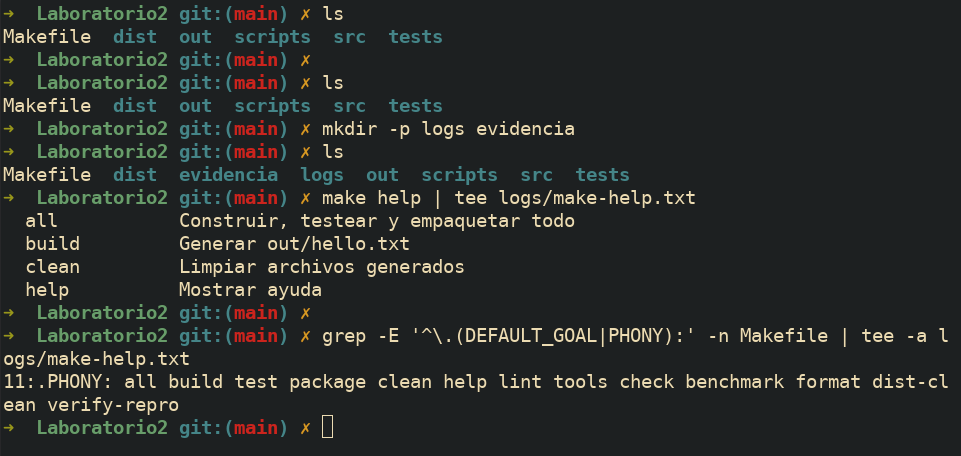 →  Laboratorio2 git:(main) ✗ ls
Makefile  dist  out  scripts  src  tests
→  Laboratorio2 git:(main) ✗
→  Laboratorio2 git:(main) ✗ ls
Makefile  dist  out  scripts  src  tests
→  Laboratorio2 git:(main) ✗ mkdir -p logs evidencia
→  Laboratorio2 git:(main) ✗ ls
Makefile  dist  evidencia  logs  out  scripts  src  tests
→  Laboratorio2 git:(main) ✗ make help | tee logs/make-help.txt
  all           Construir, testear y empaquetar todo
  build         Generar out/hello.txt
  clean         Limpiar archivos generados
  help          Mostrar ayuda
→  Laboratorio2 git:(main) ✗
→  Laboratorio2 git:(main) ✗ grep -E '^\.(DEFAULT_GOAL|PHONY):' -n Makefile | tee -a l
ogs/make-help.txt
11:.PHONY: all build test package clean help lint tools check benchmark format dist-cl
ean verify-repro
→  Laboratorio2 git:(main) ✗